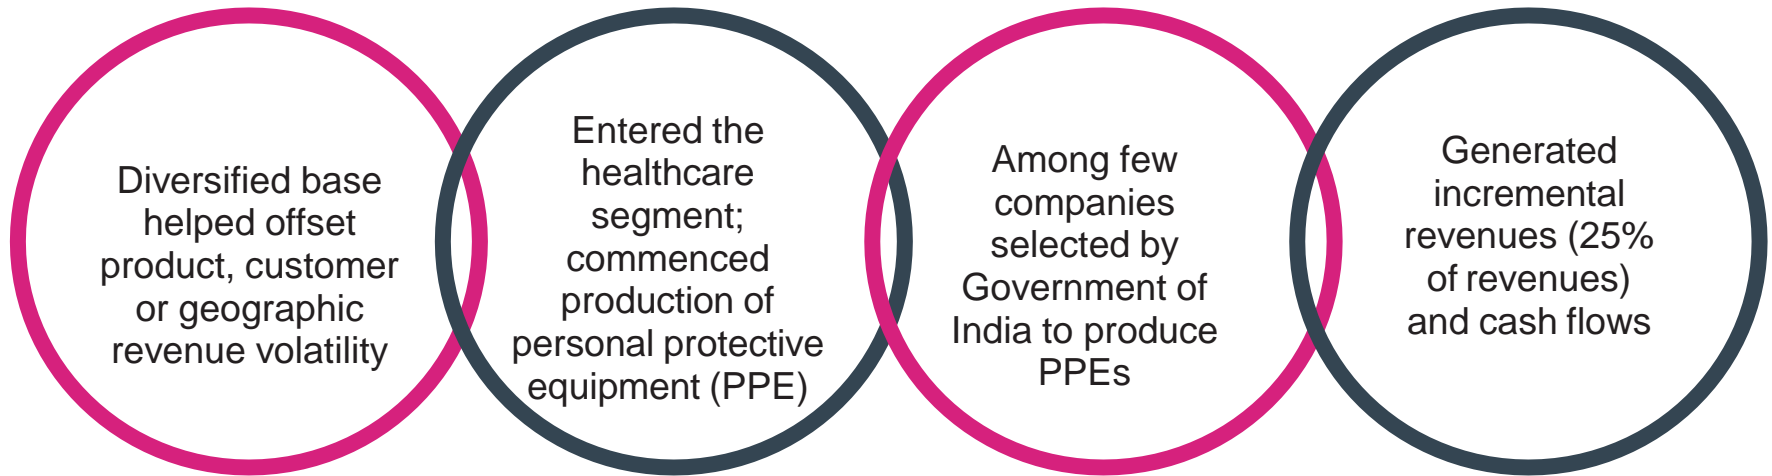 Diversified base
helped offset
product, customer
or geographic
revenue volatility
Entered the
healthcare
segment;
commenced
production of
personal protective
equipment (PPE)
Among few
companies
selected by
Government of
India to produce
PPEs
Generated
incremental
revenues (25%
of revenues)
and cash flows